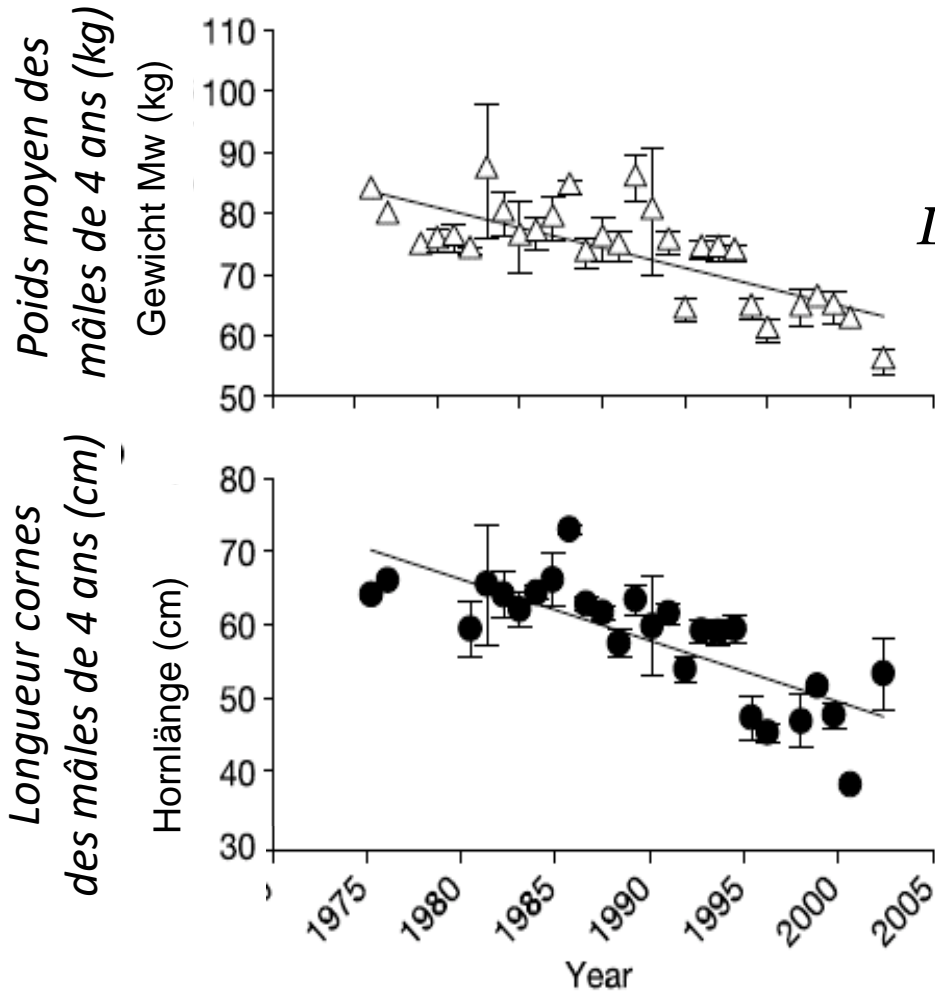 Poids moyen des
mâles de 4 ans (kg)
Gewicht Mw (kg)
110
100
90
80
70
60
50
Longueur cornes
des mâles de 4 ans (cm)
Hornlänge (cm)
80
70
60
50
40
30
1975
1980
1985
1990
1995
2000
2005
Year